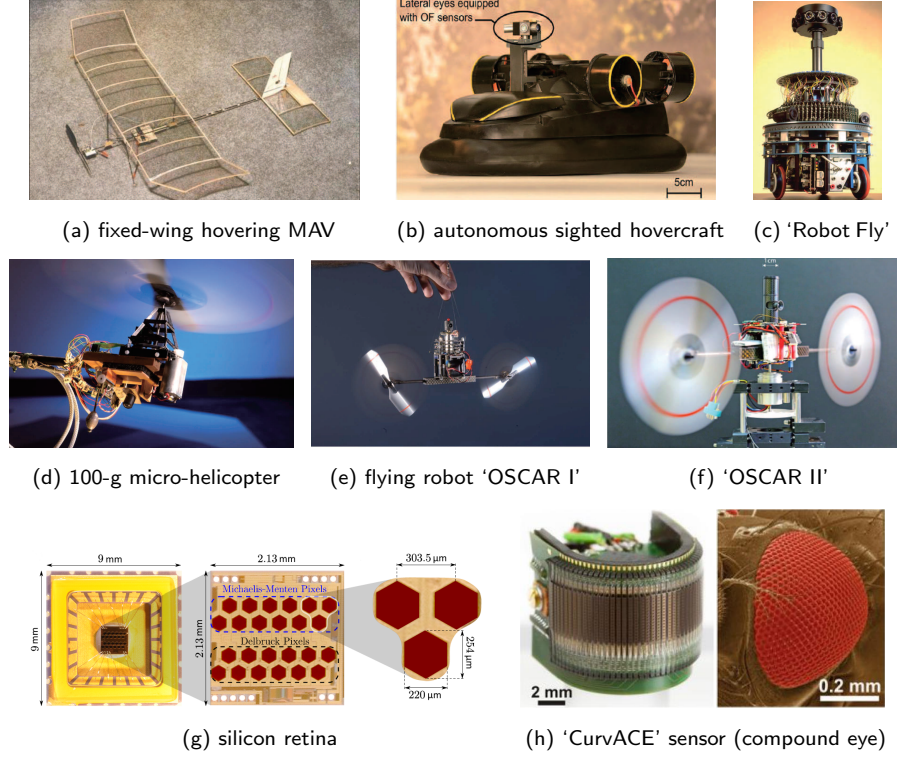 Lateral eyes equipped
with OF sensors
5cm
(a) fixed-wing hovering MAV
(b) autonomous sighted hovercraft
(c) ‘Robot Fly’
1cm
(d) 100-g micro-helicopter
(e) flying robot ‘OSCAR I’
(f) ‘OSCAR II’
9 mm
9 mm
2.13 mm
2.13 mm
Michaelis-Menten Pixels
Delbruck Pixels
303.5 µm
254 µm
220 µm
2 mm
0.2 mm
(g) silicon retina
(h) ‘CurvACE’ sensor (compound eye)